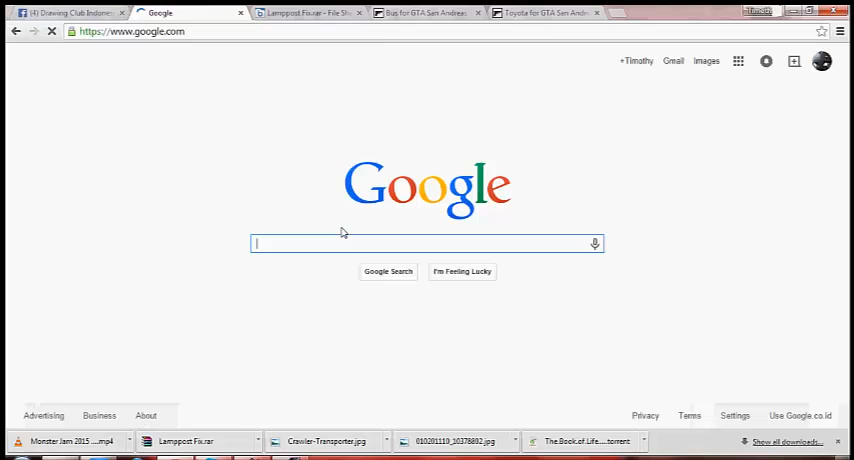 (4) Drawing Club Indones
Google
Lamppost Fix.rar - File Sh
Bus for GTA San Andreas
Toyota for GTA San Andre
Timoth
https://www.google.com
+Timothy Gmail Images
Google
Google Search I'm Feeling Lucky
Advertising Business About
Privacy Terms Settings Use Google.co.id
Monster Jam 2015 ....mp4
Lamppost Fix.rar
Crawler-Transporter.jpg
010201110_10378802.jpg
The.Book.of.Life....torrent
Show all downloads...